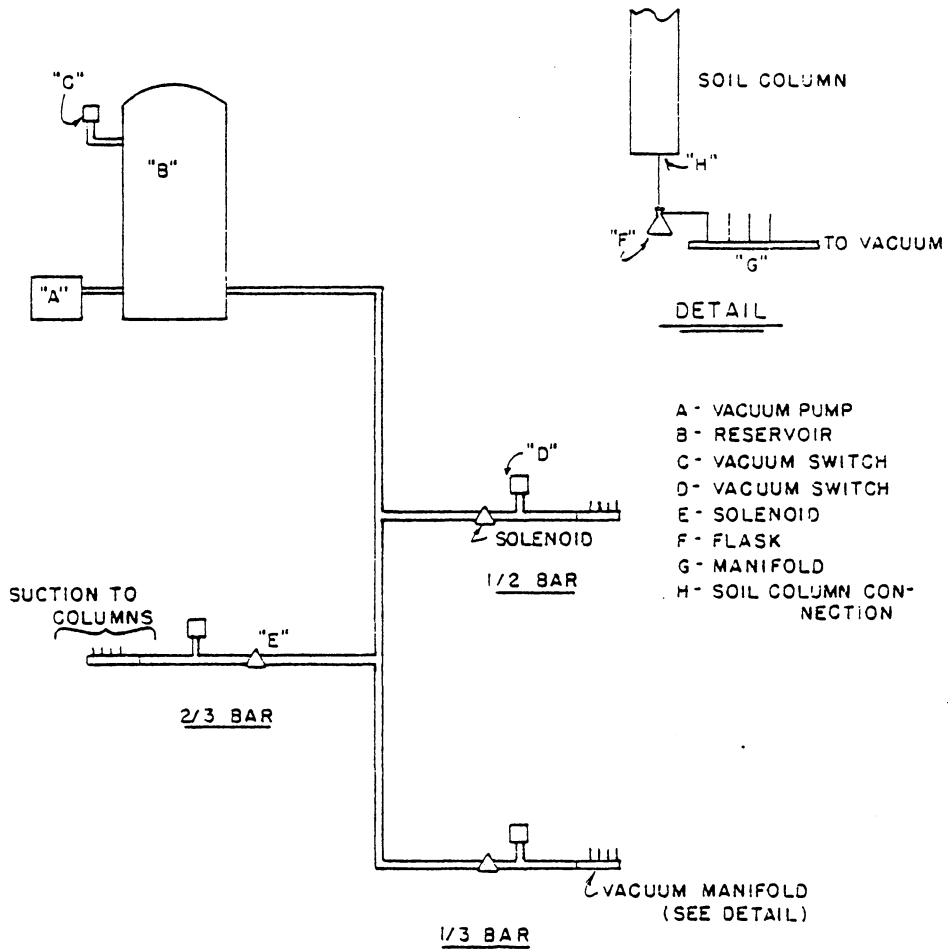 "C"
"B"
"A"
SOIL COLUMN
"H"
"F"
TO VACUUM
"G"
DETAIL
A - VACUUM PUMP
B - RESERVOIR
C - VACUUM SWITCH
D - VACUUM SWITCH
E - SOLENOID
F - FLASK
G - MANIFOLD
H - SOIL COLUMN CON-
NECTION
"D"
SOLENOID
1/2 BAR
SUCTION TO
COLUMNS
"E"
2/3 BAR
VACUUM MANIFOLD
(SEE DETAIL)
1/3 BAR